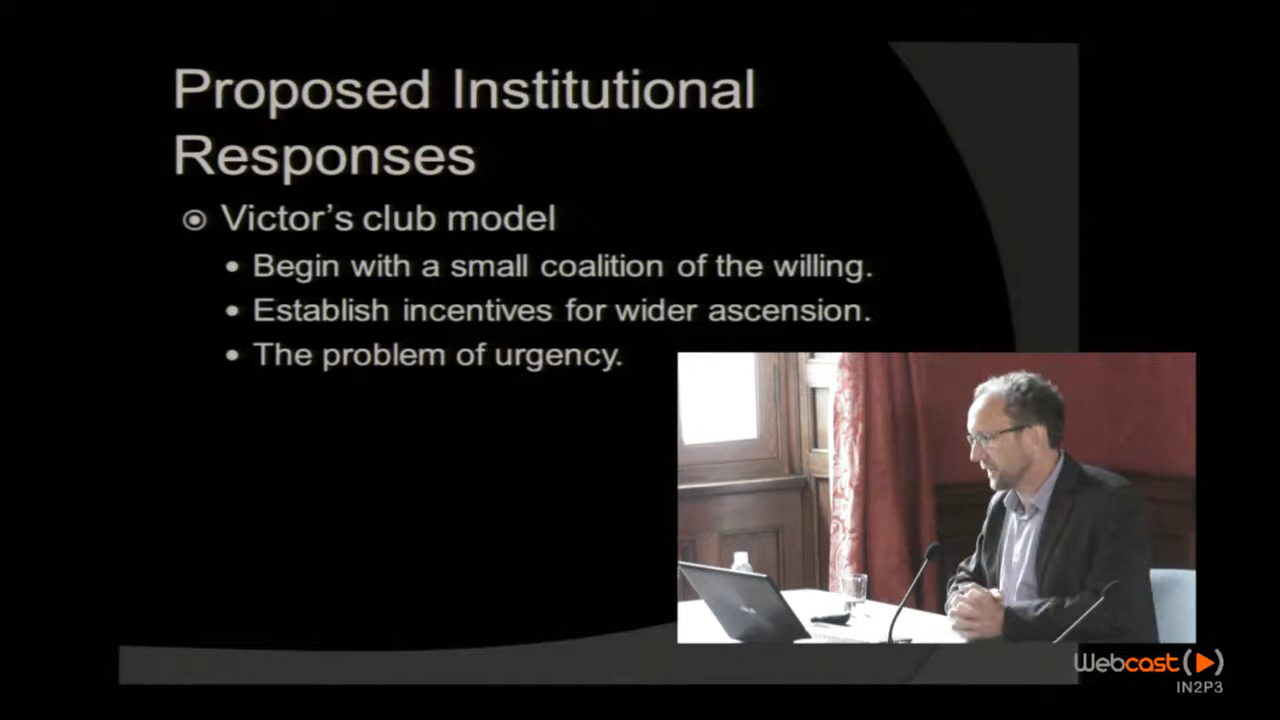 Proposed Institutional
Responses
Victor's club model
Begin with a small coalition of the willing.
Establish incentives for wider ascension.
The problem of urgency.
Webcast
IN2P3